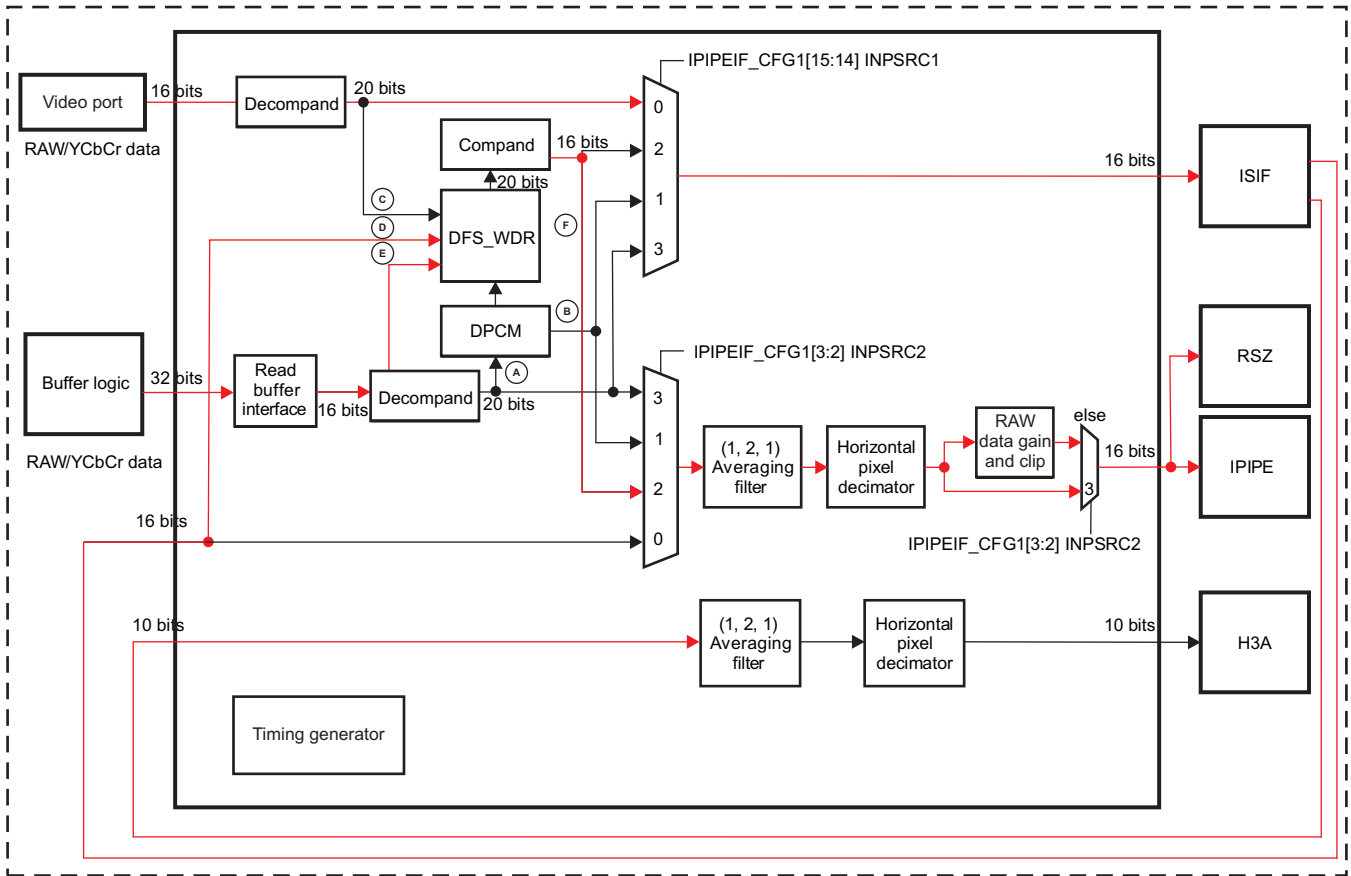 IPIPEIF_CFG1[15:14] INPSRC1
Video port
16 bits
Decompand
20 bits
RAW/YCbCr data
0
2
1
3
Compand
16 bits
20 bits
C
D
E
F
DFS_WDR
16 bits
ISIF
B
DPCM
A
IPIPEIF_CFG1[3:2] INPSRC2
Buffer logic
32 bits
Read
buffer
interface
16 bits
Decompand
20 bits
RAW/YCbCr data
3
1
2
0
(1, 2, 1)
Averaging
filter
Horizontal
pixel
decimator
RAW
data gain
and clip
else
3
16 bits
IPIPEIF_CFG1[3:2] INPSRC2
RSZ
IPIPE
16 bits
10 bits
(1, 2, 1)
Averaging
filter
Horizontal
pixel
decimator
10 bits
H3A
Timing generator